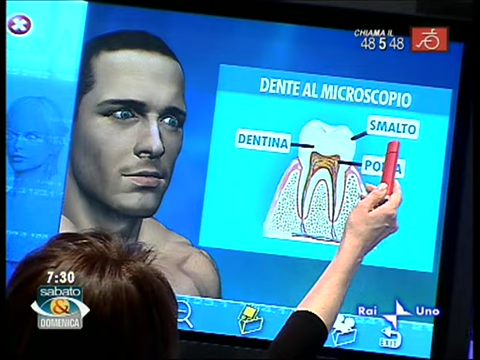 CHIAMA IL
48 5 48
DENTE AL MICROSCOPIO
SMALTO
DENTINA
POLPA
7:30
sabato
&
DOMENICA
Rai Uno
EXIT